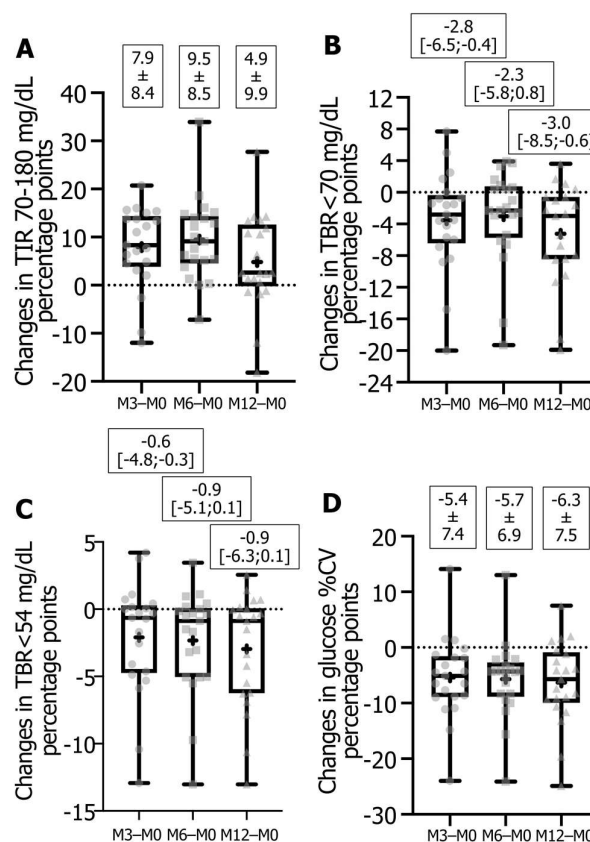 A
7.9
±
8.4
9.5
±
8.5
4.9
±
9.9
Changes in TIR 70-180 mg/dL
percentage points
40
30
20
10
0
-10
-20
M3–M0
M6–M0
M12–M0
B
-2.8
[-6.5;-0.4]
-2.3
[-5.8;0.8]
-3.0
[-8.5;-0.6]
Changes in TBR<70 mg/dL
percentage points
12
8
4
0
-4
-8
-12
-16
-20
-24
M3–M0
M6–M0
M12–M0
C
-0.6
[-4.8;-0.3]
-0.9
[-5.1;0.1]
-0.9
[-6.3;0.1]
Changes in TBR<54 mg/dL
percentage points
5
0
-5
-10
-15
M3–M0
M6–M0
M12–M0
D
-5.4
±
7.4
-5.7
±
6.9
-6.3
±
7.5
Changes in glucose %CV
percentage points
20
10
0
-10
-20
-30
M3–M0
M6–M0
M12–M0